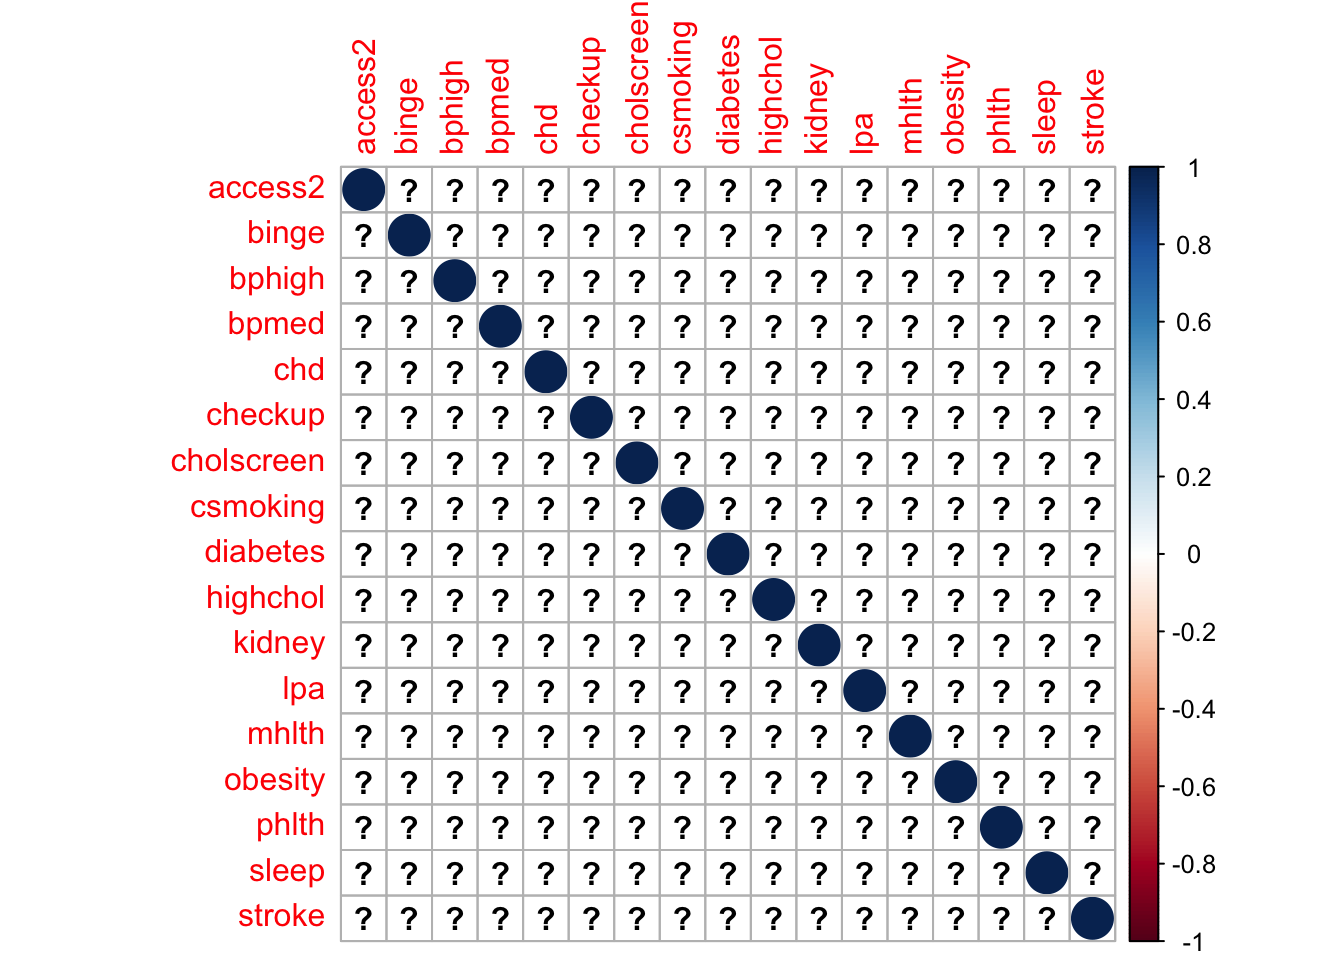 access2 binge bphigh bpmed chd checkup cholscreen csmoking diabetes highchol kidney lpa mhlth obesity phlth sleep stroke
access2 ? ? ? ? ? ? ? ? ? ? ? ? ? ? ? ? 1
binge ? ? ? ? ? ? ? ? ? ? ? ? ? ? ? ? 0.8
bphigh ? ? ? ? ? ? ? ? ? ? ? ? ? ? ? ?
bpmed ? ? ? ? ? ? ? ? ? ? ? ? ? ? ? ? 0.6
chd ? ? ? ? ? ? ? ? ? ? ? ? ? ? ? ? 0.4
checkup ? ? ? ? ? ? ? ? ? ? ? ? ? ? ? ?
cholscreen ? ? ? ? ? ? ? ? ? ? ? ? ? ? ? ? 0.2
csmoking ? ? ? ? ? ? ? ? ? ? ? ? ? ? ? ?
diabetes ? ? ? ? ? ? ? ? ? ? ? ? ? ? ? ? 0
highchol ? ? ? ? ? ? ? ? ? ? ? ? ? ? ? ?
kidney ? ? ? ? ? ? ? ? ? ? ? ? ? ? ? ? -0.2
lpa ? ? ? ? ? ? ? ? ? ? ? ? ? ? ? ? -0.4
mhlth ? ? ? ? ? ? ? ? ? ? ? ? ? ? ? ?
obesity ? ? ? ? ? ? ? ? ? ? ? ? ? ? ? ? -0.6
phlth ? ? ? ? ? ? ? ? ? ? ? ? ? ? ? ?
sleep ? ? ? ? ? ? ? ? ? ? ? ? ? ? ? ? -0.8
stroke ? ? ? ? ? ? ? ? ? ? ? ? ? ? ? ? -1